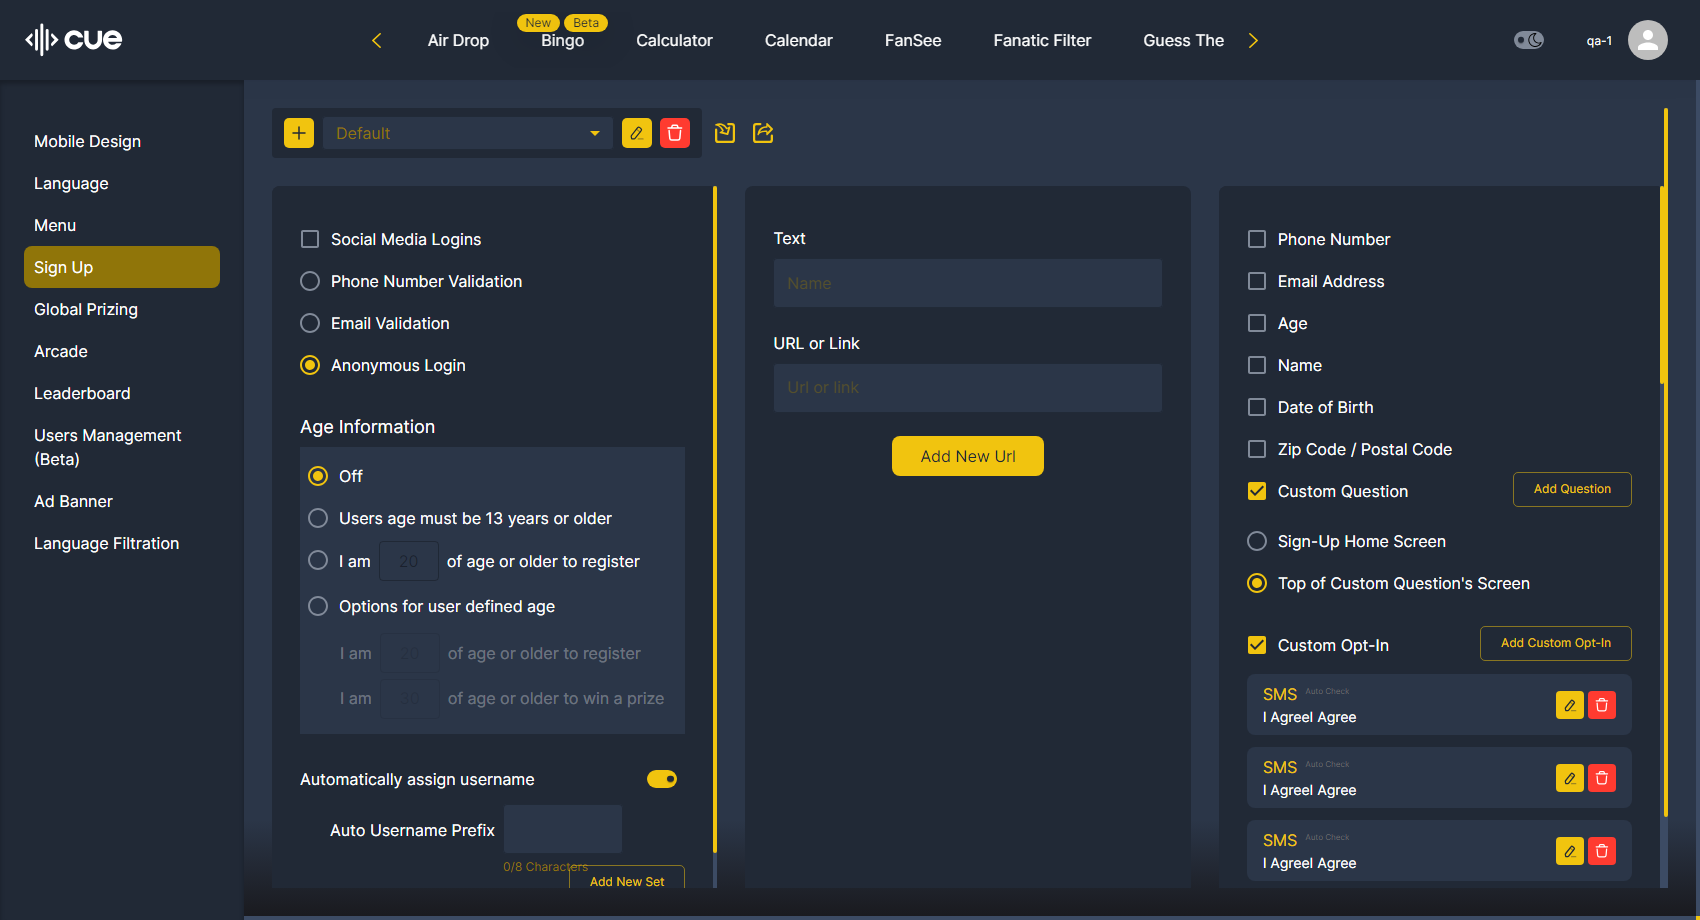 cue
New
Beta
Air Drop
Bingo
Calculator
Calendar
FanSee
Fanatic Filter
Guess The
qa-1
Mobile Design
Language
Menu
Sign Up
Global Prizing
Arcade
Leaderboard
Users Management
(Beta)
Ad Banner
Language Filtration
Default
Social Media Logins
Phone Number Validation
Email Validation
Anonymous Login
Age Information
Off
Users age must be 13 years or older
I am 20 of age or older to register
Options for user defined age
I am 20 of age or older to register
I am 30 of age or older to win a prize
Automatically assign username
Auto Username Prefix
0/8 Characters
Add New Set
Text
Name
URL or Link
Url or link
Add New Url
Phone Number
Email Address
Age
Name
Date of Birth
Zip Code / Postal Code
Custom Question
Add Question
Sign-Up Home Screen
Top of Custom Question's Screen
Custom Opt-In
Add Custom Opt-In
SMS Auto Check
I AgreeI Agree
SMS Auto Check
I AgreeI Agree
SMS Auto Check
I AgreeI Agree